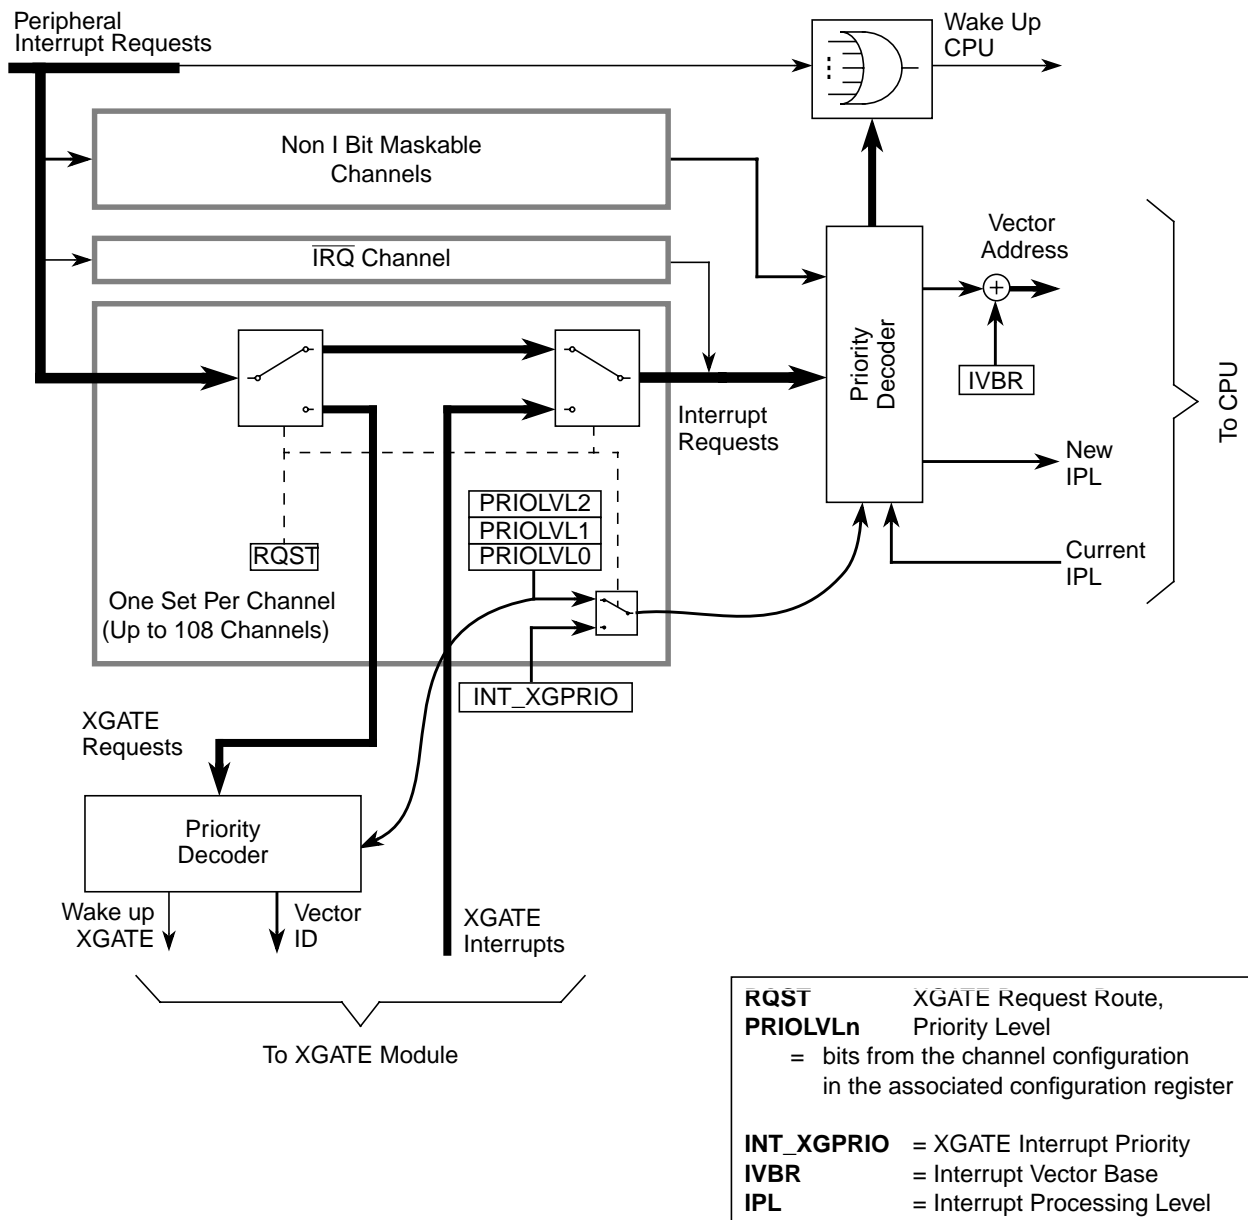 Peripheral
Interrupt Requests
Wake Up
CPU
Non I Bit Maskable
Channels
IRQ Channel
Vector
Address
IVBR
Priority
Decoder
To CPU
Interrupt
Requests
New
IPL
Current
IPL
PRIOLVL2
PRIOLVL1
PRIOLVL0
RQST
One Set Per Channel
(Up to 108 Channels)
INT_XGPRIO
XGATE
Requests
Priority
Decoder
Wake up
XGATE
Vector
ID
XGATE
Interrupts
To XGATE Module
RQST XGATE Request Route,
PRIOLVLn Priority Level
= bits from the channel configuration
in the associated configuration register
INT_XGPRIO = XGATE Interrupt Priority
IVBR = Interrupt Vector Base
IPL = Interrupt Processing Level